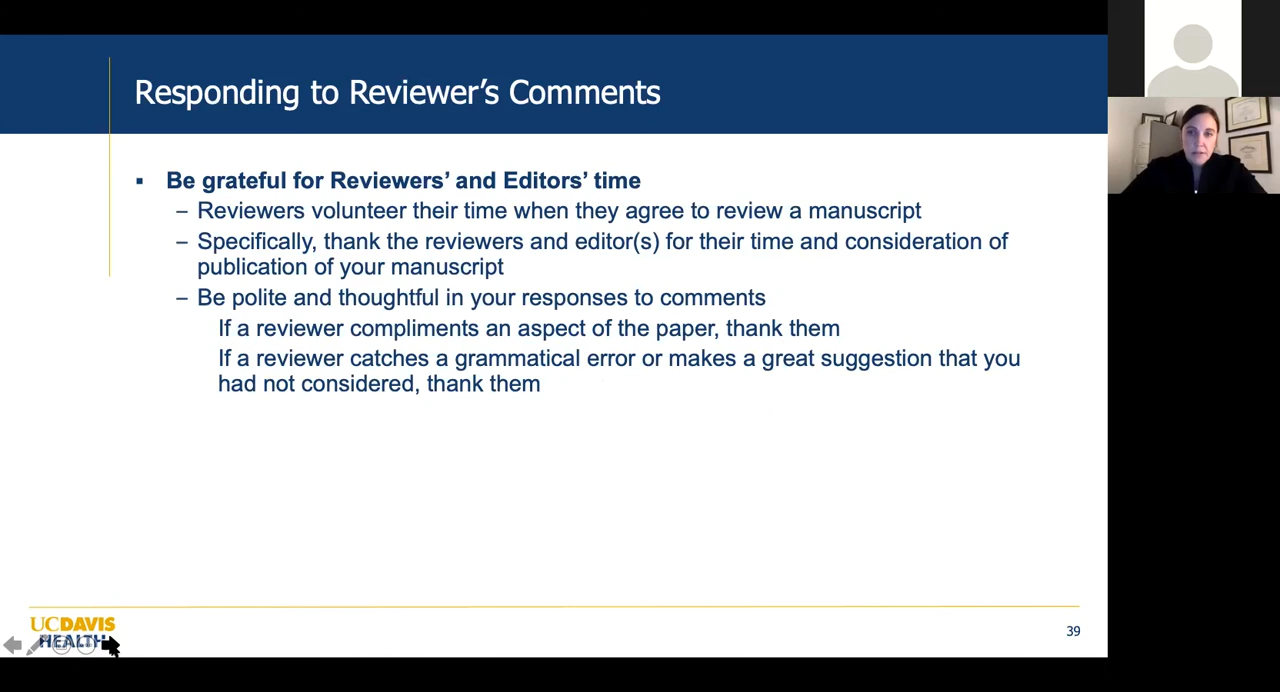 Responding to Reviewer’s Comments
▪ Be grateful for Reviewers’ and Editors’ time
– Reviewers volunteer their time when they agree to review a manuscript
– Specifically, thank the reviewers and editor(s) for their time and consideration of
publication of your manuscript
– Be polite and thoughtful in your responses to comments
If a reviewer compliments an aspect of the paper, thank them
If a reviewer catches a grammatical error or makes a great suggestion that you
had not considered, thank them
UCDAVIS
HEALTH
39